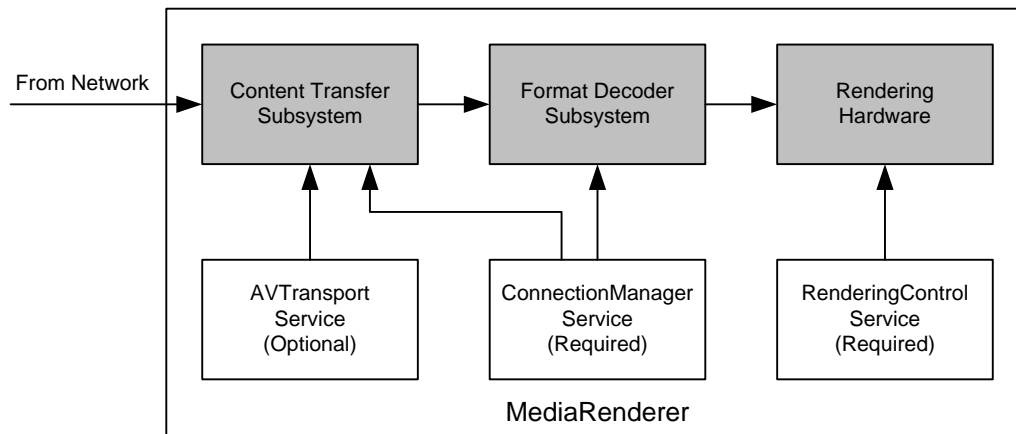 From Network
Content Transfer
Subsystem
Format Decoder
Subsystem
Rendering
Hardware
AVTransport
Service
(Optional)
ConnectionManager
Service
(Required)
RenderingControl
Service
(Required)
MediaRenderer